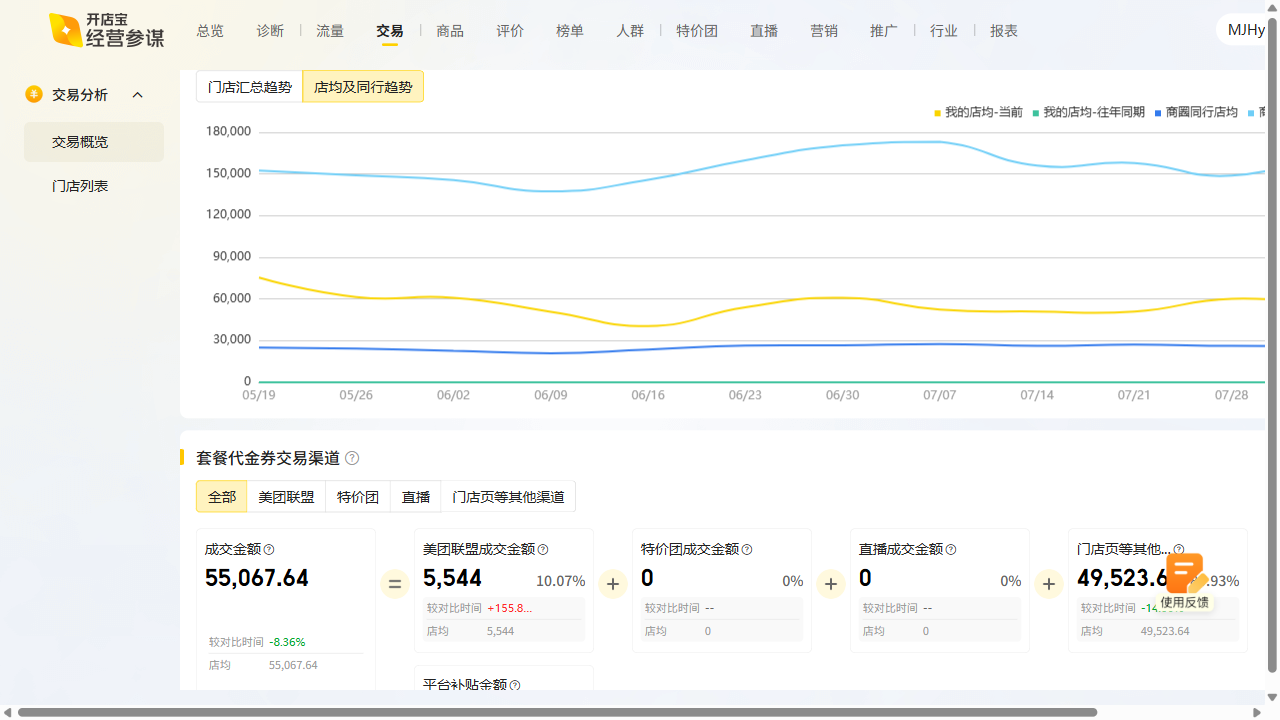 开店宝
经营参谋
总览 诊断 流量 交易 商品 评价 榜单 人群 特价团 直播 营销 推广 行业 报表
MJHy
交易分析
交易概览
门店列表
门店汇总趋势 店均及同行趋势
我的店均-当前 我的店均-往年同期 商圈同行店均
180,000
150,000
120,000
90,000
60,000
30,000
0
05/19 05/26 06/02 06/09 06/16 06/23 06/30 07/07 07/14 07/21 07/28
套餐代金券交易渠道
全部 美团联盟 特价团 直播 门店页等其他渠道
成交金额
55,067.64
较对比时间 -8.36%
店均 55,067.64
=
美团联盟成交金额
5,544 10.07%
较对比时间 +155.8...
店均 5,544
+
特价团成交金额
0 0%
较对比时间 --
店均 0
+
直播成交金额
0 0%
较对比时间 --
店均 0
+
门店页等其他...
49,523.6 .93%
较对比时间
店均 49,523.64
使用反馈
平台补贴金额